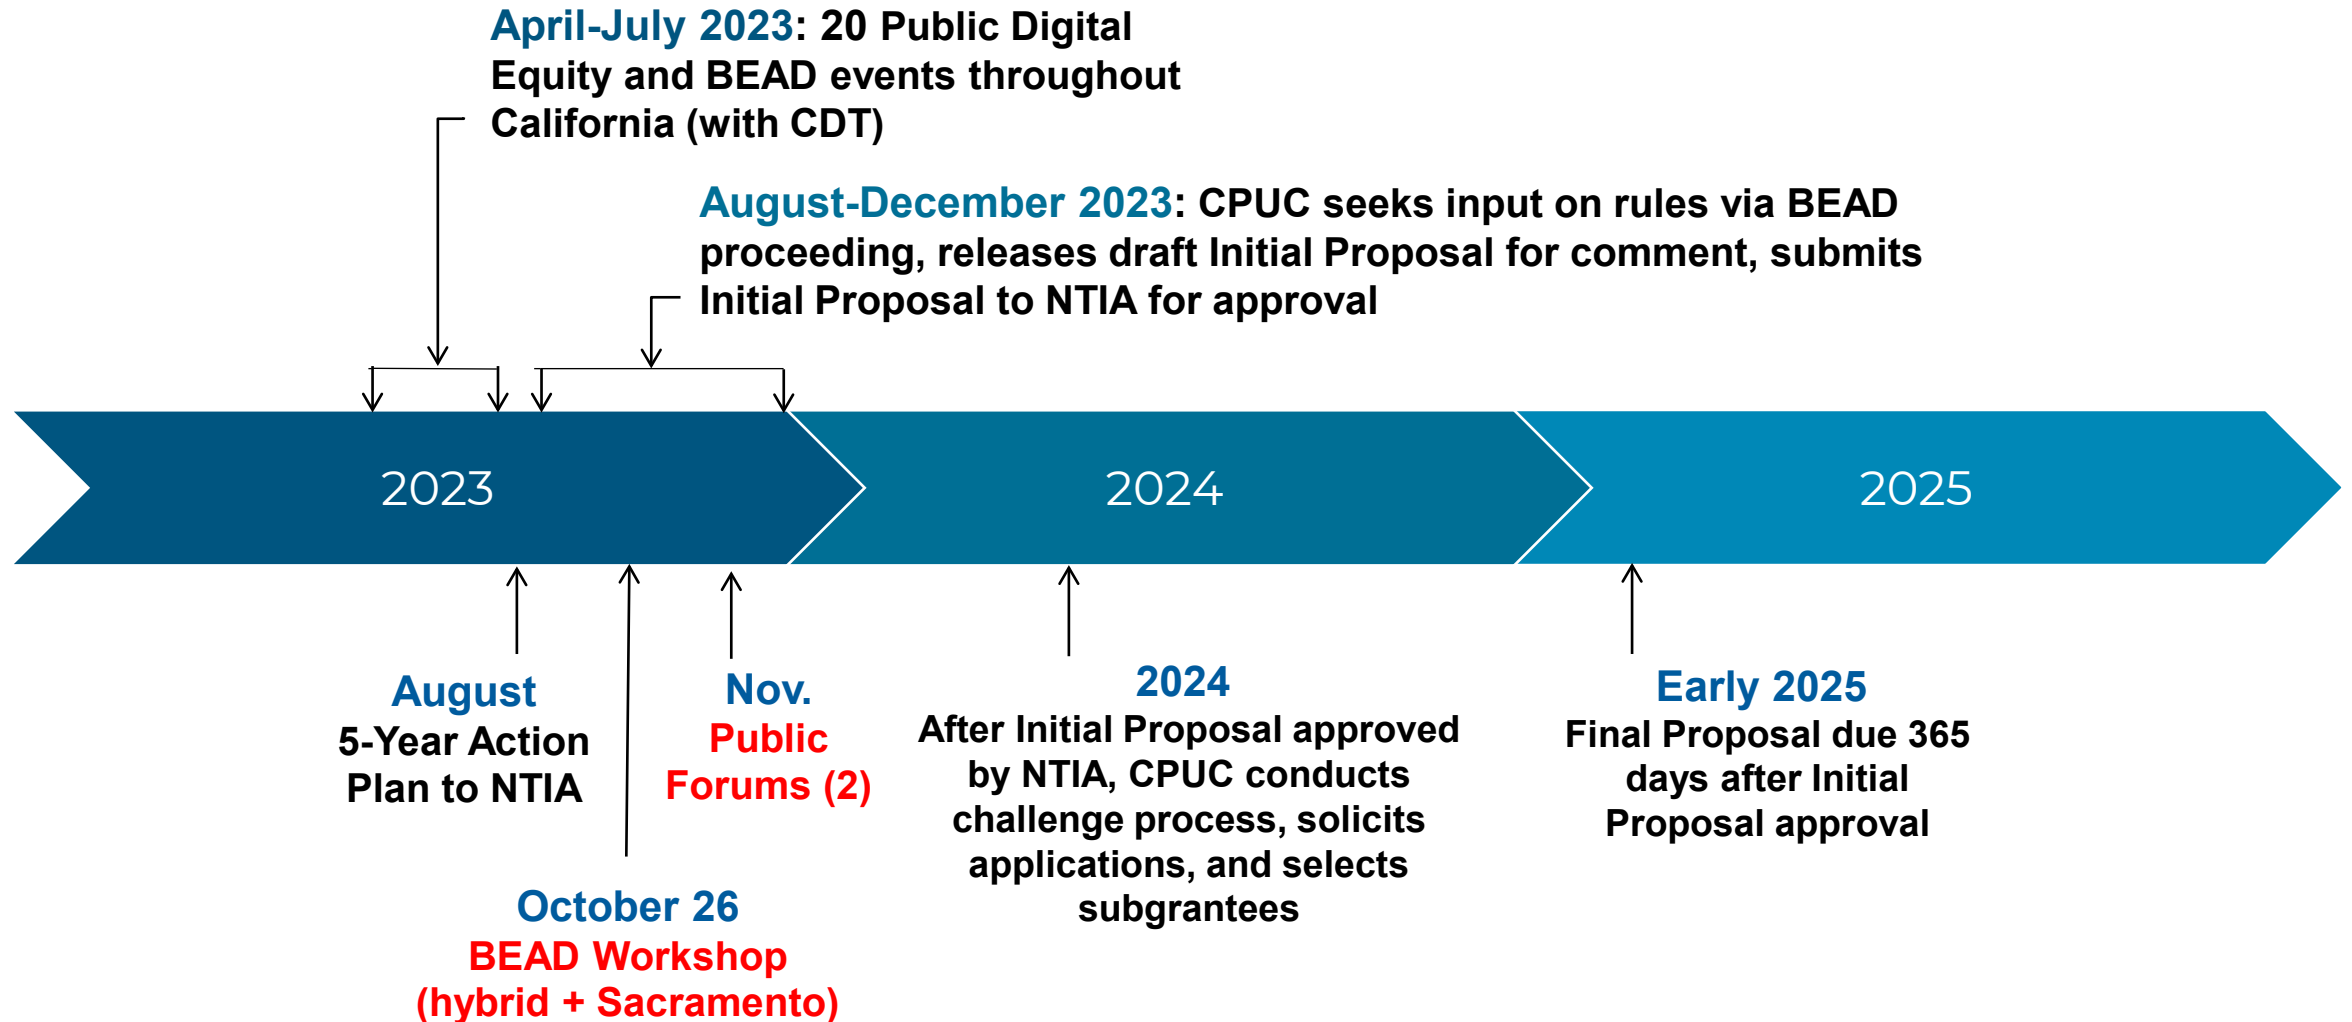 April-July 2023: 20 Public Digital
Equity and BEAD events throughout
California (with CDT)
August-December 2023: CPUC seeks input on rules via BEAD
proceeding, releases draft Initial Proposal for comment, submits
Initial Proposal to NTIA for approval
2023
2024
2025
August
5-Year Action
Plan to NTIA
October 26
BEAD Workshop
(hybrid + Sacramento)
Nov.
Public
Forums (2)
2024
After Initial Proposal approved
by NTIA, CPUC conducts
challenge process, solicits
applications, and selects
subgrantees
Early 2025
Final Proposal due 365
days after Initial
Proposal approval